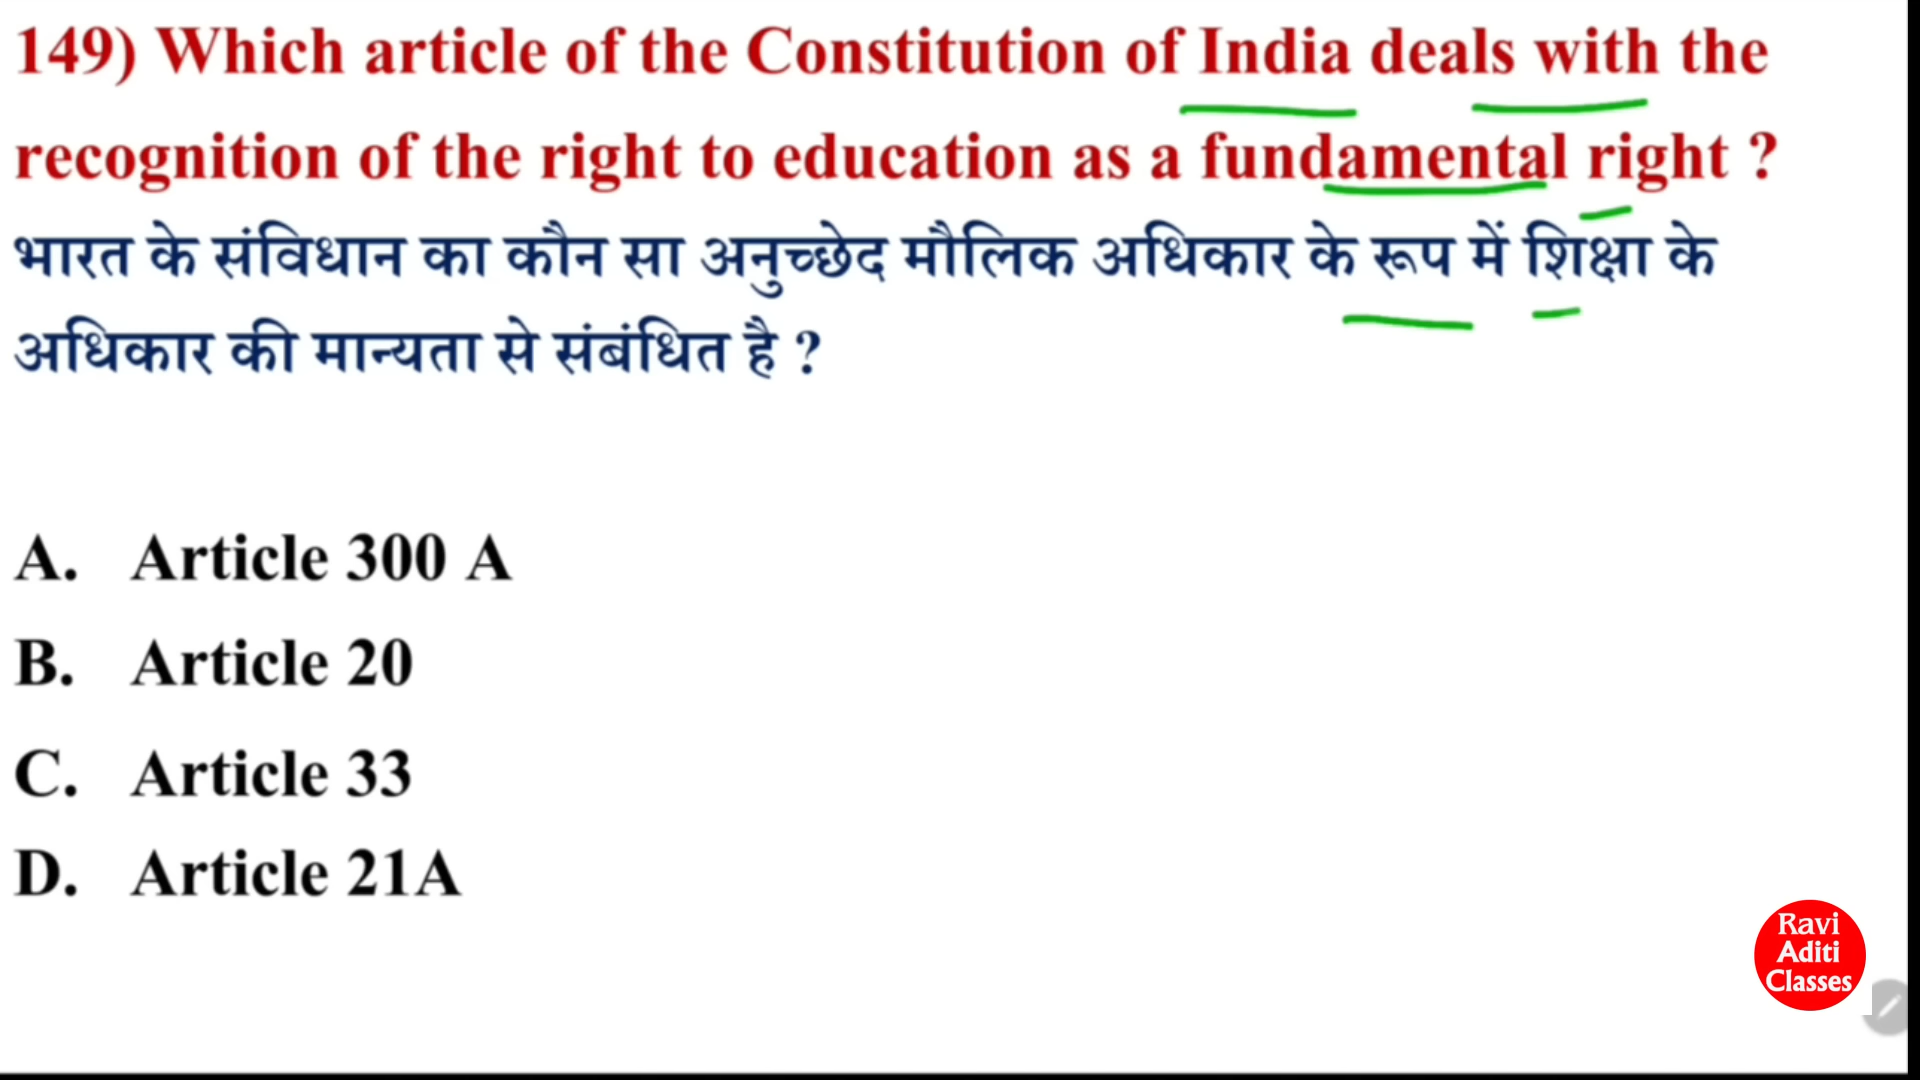 149) Which article of the Constitution of India deals with the
recognition of the right to education as a fundamental right ?
भारत के संविधान का कौन सा अनुच्छेद मौलिक अधिकार के रूप में शिक्षा के
अधिकार की मान्यता से संबंधित है ?
A. Article 300 A
B. Article 20
C. Article 33
D. Article 21A
Ravi
Aditi
Classes